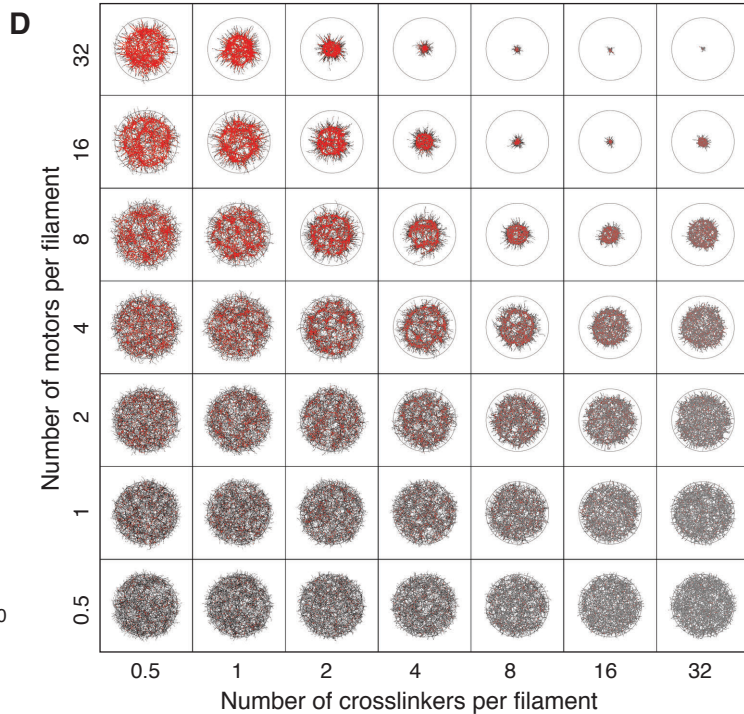 D
Number of motors per filament
32
16
8
4
2
1
0.5
0
0.5 1 2 4 8 16 32
Number of crosslinkers per filament